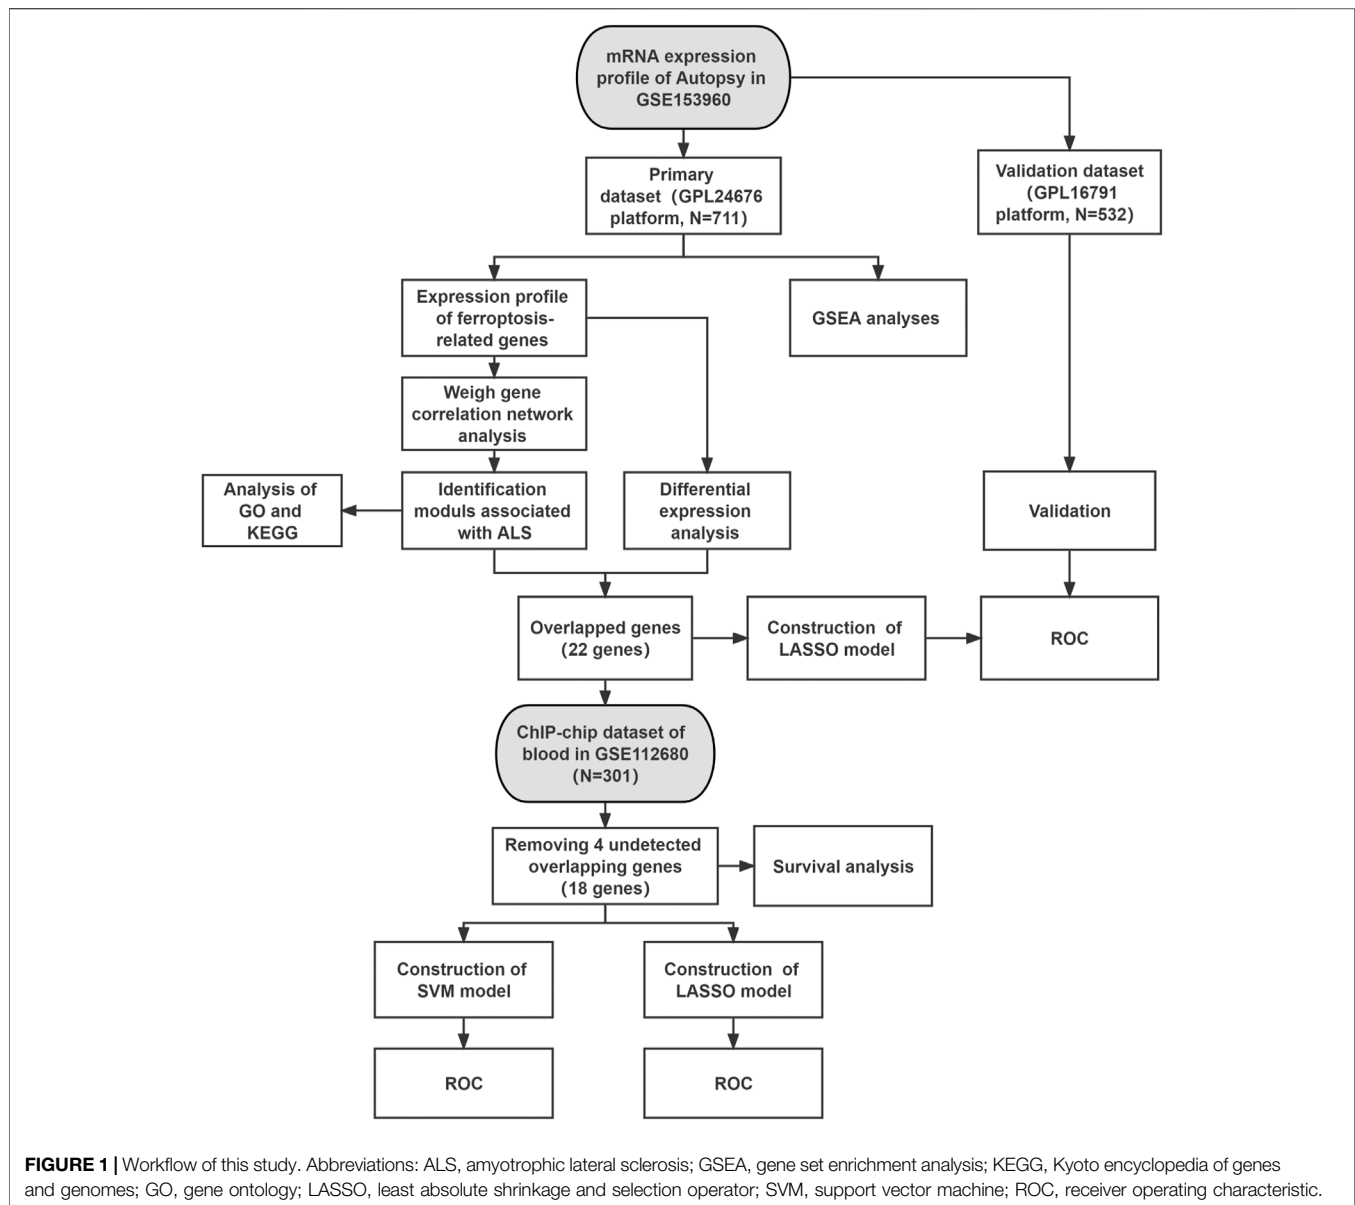 mRNA expression
profile of Autopsy in
GSE153960
Primary
dataset (GPL24676
platform, N=711)
Validation dataset
(GPL16791
platform, N=532)
Expression profile
of ferroptosis-
related genes
GSEA analyses
Weigh gene
correlation network
analysis
Analysis of
GO and
KEGG
Identification
moduls associated
with ALS
Differential
expression
analysis
Validation
Overlapped genes
(22 genes)
Construction of
LASSO model
ROC
ChIP-chip dataset of
blood in GSE112680
(N=301)
Removing 4 undetected
overlapping genes
(18 genes)
Survival analysis
Construction of
SVM model
Construction of
LASSO model
ROC
ROC
FIGURE 1 | Workflow of this study. Abbreviations: ALS, amyotrophic lateral sclerosis; GSEA, gene set enrichment analysis; KEGG, Kyoto encyclopedia of genes
and genomes; GO, gene ontology; LASSO, least absolute shrinkage and selection operator; SVM, support vector machine; ROC, receiver operating characteristic.